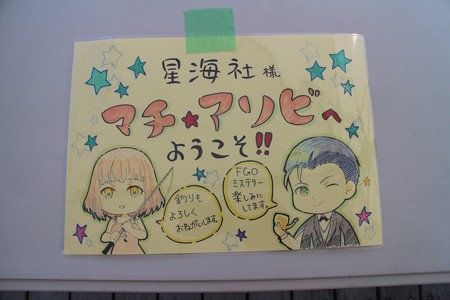 星海社 様
マチ★アソビへ
ようこそ!!
釣りも
よろしく
おねがいします。
FGO
ミステリー
楽しみに
してます。